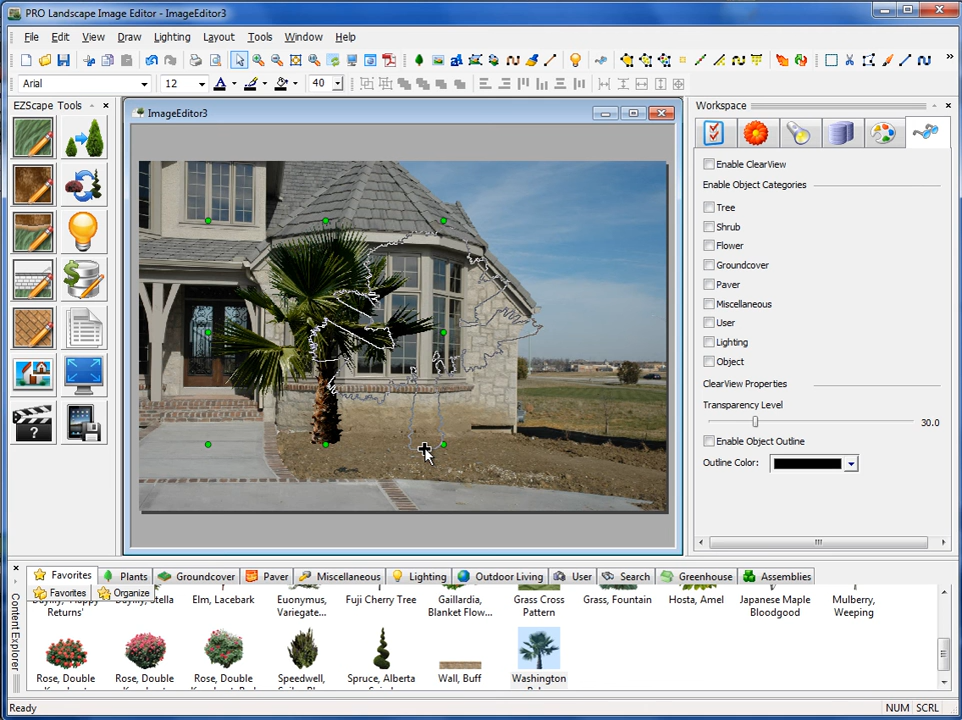 PRO Landscape Image Editor - ImageEditor3
File Edit View Draw Lighting Layout Tools Window Help
Arial 12 40
EZScape Tools
ImageEditor3
Workspace
Enable ClearView
Enable Object Categories
Tree
Shrub
Flower
Groundcover
Paver
Miscellaneous
User
Lighting
Object
ClearView Properties
Transparency Level
30.0
Enable Object Outline
Outline Color:
Content Explorer
Favorites Plants Groundcover Paver Miscellaneous Lighting Outdoor Living User Search Greenhouse Assemblies
Favorites Organize
Elm, Lacebark
Euonymus, Variegate...
Fuji Cherry Tree
Gaillardia, Blanket Flow...
Grass Cross Pattern
Grass, Fountain
Hosta, Amel
Japanese Maple Bloodgood
Mulberry, Weeping
Returns'
Rose, Double
Rose, Double
Rose, Double
Speedwell,
Spruce, Alberta
Wall, Buff
Washington
Ready
NUM SCRL